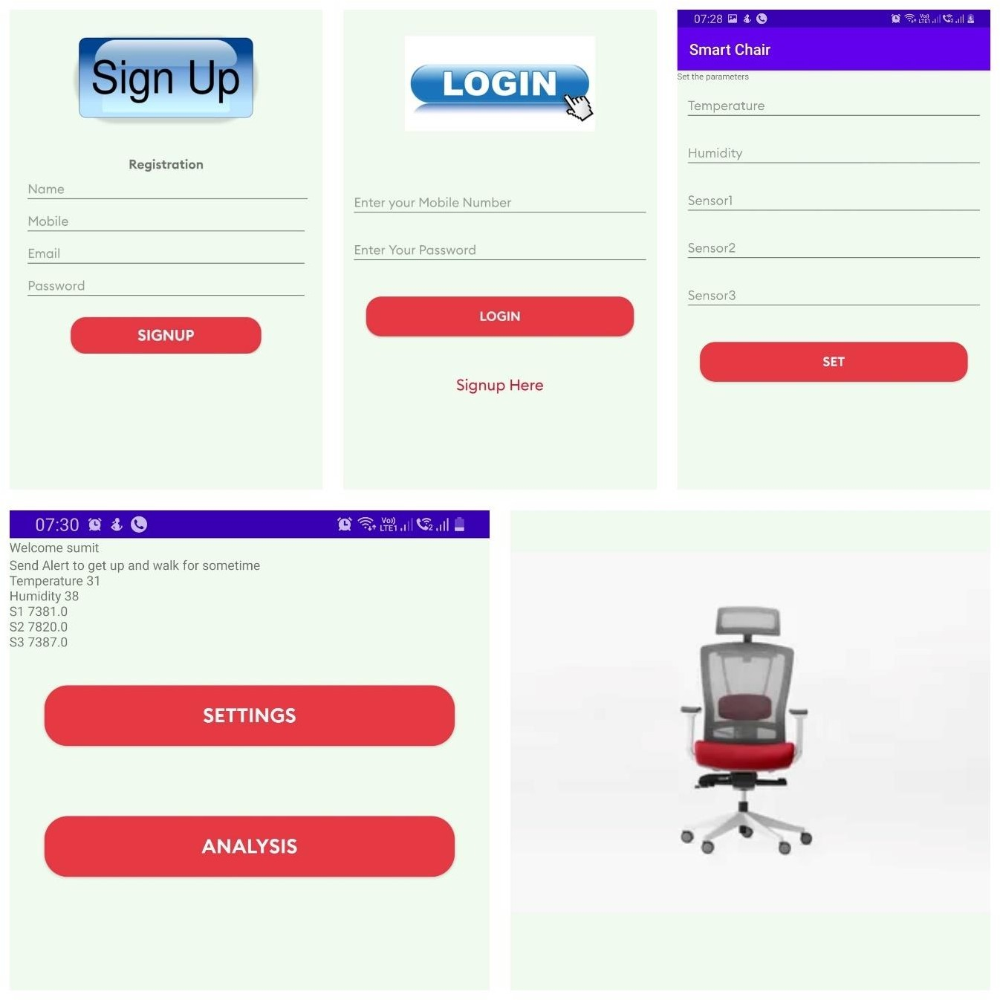 Sign Up
Registration
Name
Mobile
Email
Password
SIGNUP
LOGIN
Enter your Mobile Number
Enter Your Password
LOGIN
Signup Here
07:28
Smart Chair
Set the parameters
Temperature
Humidity
Sensor1
Sensor2
Sensor3
SET
07:30 Vo)) LTE1 2
Welcome sumit
Send Alert to get up and walk for sometime
Temperature 31
Humidity 38
S1 7381.0
S2 7820.0
S3 7387.0
SETTINGS
ANALYSIS